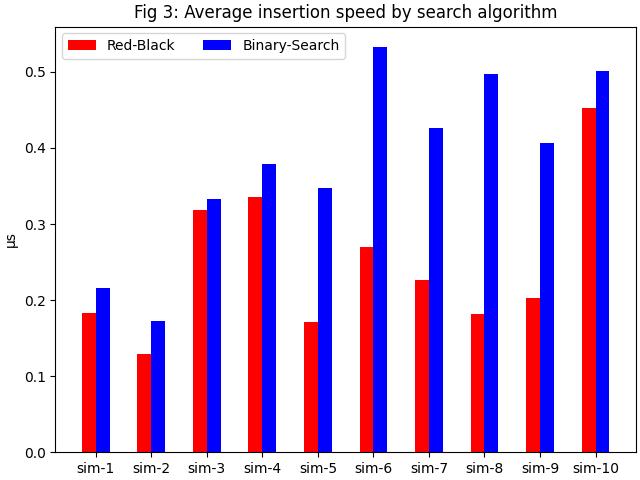 Fig 3: Average insertion speed by search algorithm
Red-Black Binary-Search
0.5
0.4
0.3
0.2
0.1
0.0
µs
sim-1 sim-2 sim-3 sim-4 sim-5 sim-6 sim-7 sim-8 sim-9 sim-10